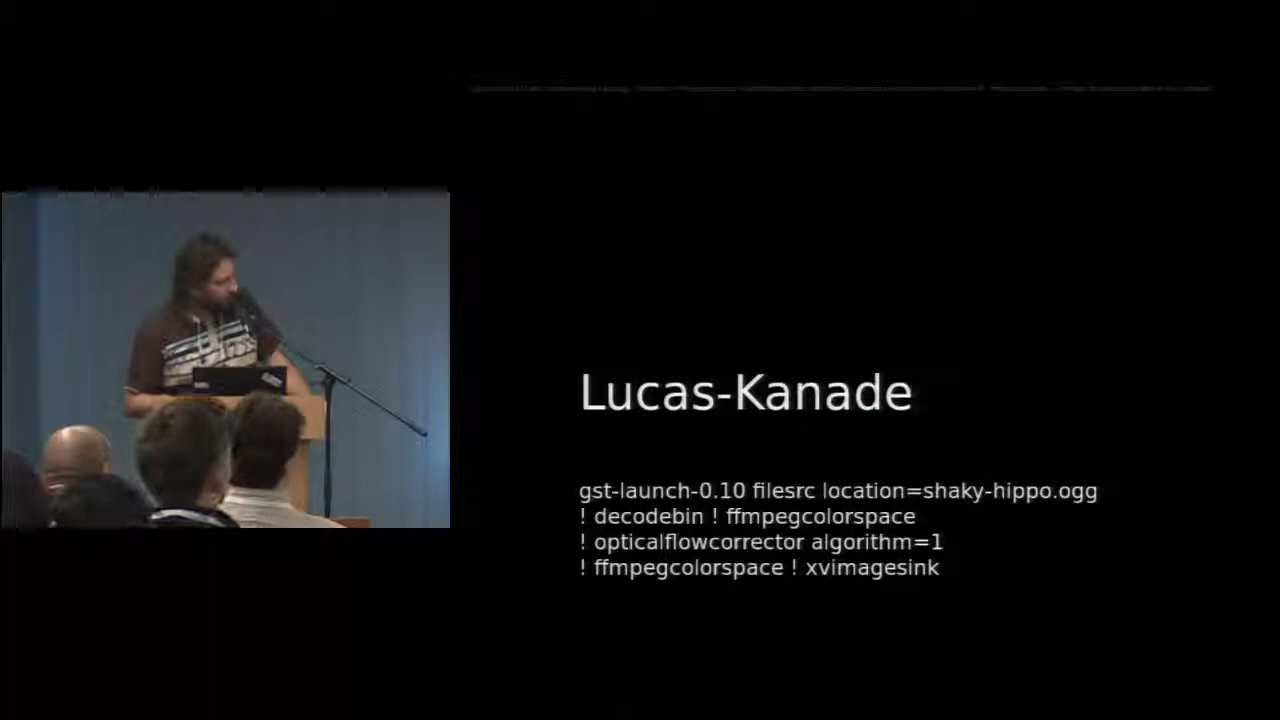 Lucas-Kanade
gst-launch-0.10 filesrc location=shaky-hippo.ogg
! decodebin ! ffmpegcolorspace
! opticalflowcorrector algorithm=1
! ffmpegcolorspace ! xvimagesink